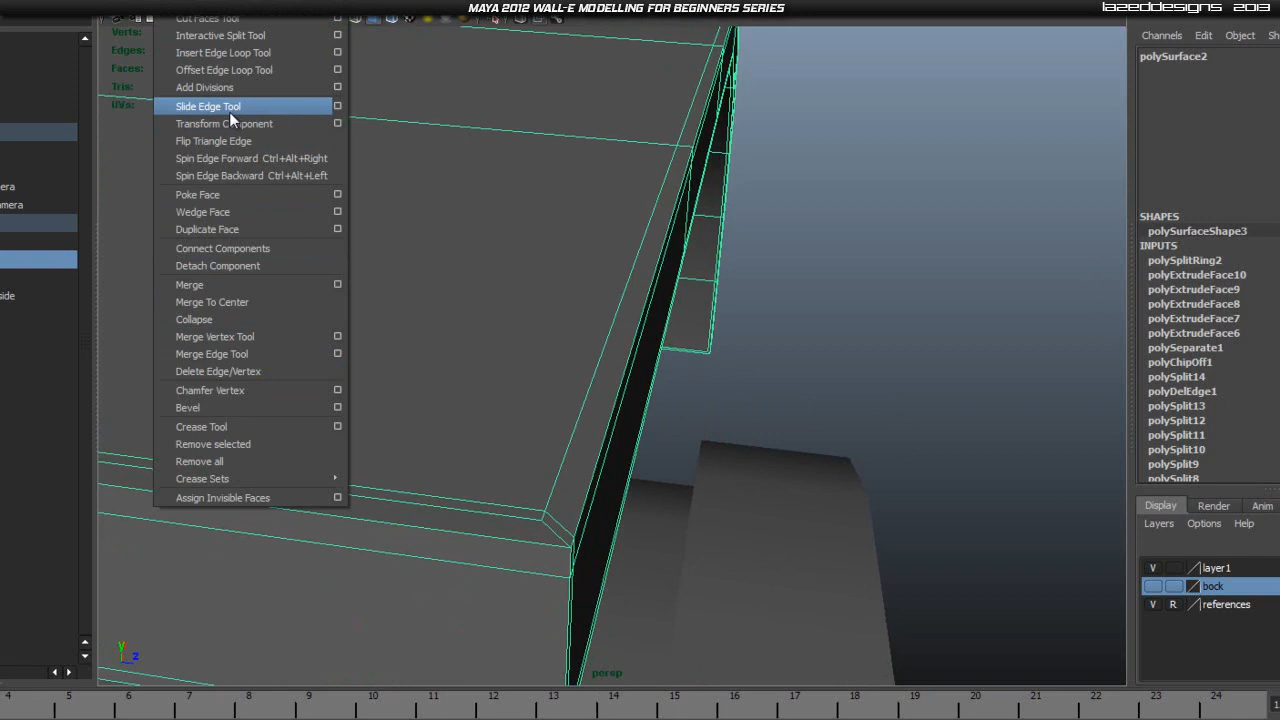 MAYA 2012 WALL-E MODELLING FOR BEGINNERS SERIES
lazeddesigns 2013
Cut Faces Tool
Interactive Split Tool
Insert Edge Loop Tool
Offset Edge Loop Tool
Add Divisions
Slide Edge Tool
Transform Component
Flip Triangle Edge
Spin Edge Forward Ctrl+Alt+Right
Spin Edge Backward Ctrl+Alt+Left
Poke Face
Wedge Face
Duplicate Face
Connect Components
Detach Component
Merge
Merge To Center
Collapse
Merge Vertex Tool
Merge Edge Tool
Delete Edge/Vertex
Chamfer Vertex
Bevel
Crease Tool
Remove selected
Remove all
Crease Sets
Assign Invisible Faces
Verts:
Edges:
Faces:
Tris:
UVs:
era
amera
side
y
z
persp
Channels Edit Object Sh
polySurface2
SHAPES
polySurfaceShape3
INPUTS
polySplitRing2
polyExtrudeFace10
polyExtrudeFace9
polyExtrudeFace8
polyExtrudeFace7
polyExtrudeFace6
polySeparate1
polyChipOff1
polySplit14
polyDelEdge1
polySplit13
polySplit12
polySplit11
polySplit10
polySplit9
polySplit8
Display Render Anim
Layers Options Help
V layer1
bock
V R references
4 5 6 7 8 9 10 11 12 13 14 15 16 17 18 19 20 21 22 23 24
1